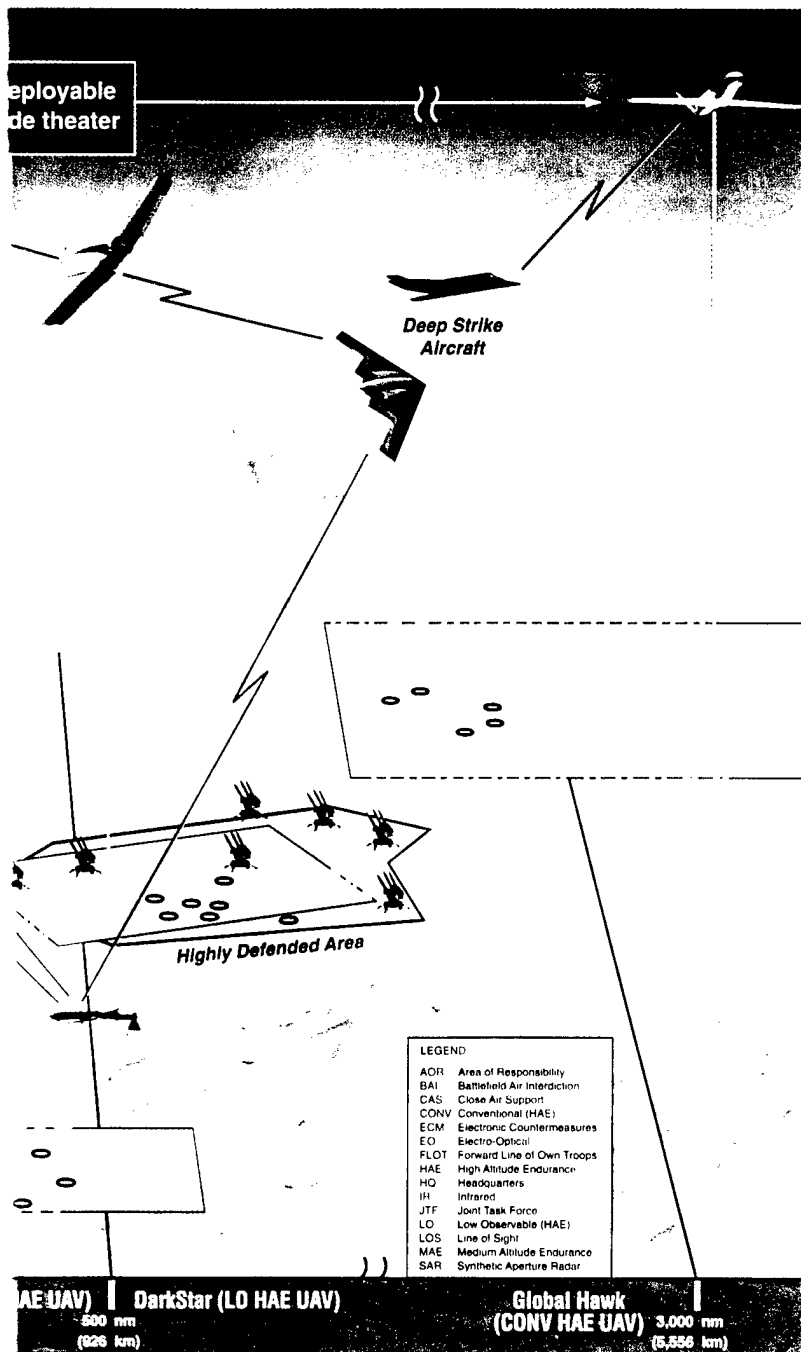 eployable
de theater
Deep Strike
Aircraft
Highly Defended Area
LEGEND
AOR Area of Responsibility
BAI Battlefield Air Interdiction
CAS Close Air Support
CONV Conventional (HAE)
ECM Electronic Countermeasures
EO Electro-Optical
FLOT Forward Line of Own Troops
HAE High Altitude Endurance
HQ Headquarters
IR Infrared
JTF Joint Task Force
LO Low Observable (HAE)
LOS Line of Sight
MAE Medium Altitude Endurance
SAR Synthetic Aperture Radar
AE UAV)
500 nm
(926 km)
DarkStar (LO HAE UAV)
Global Hawk
(CONV HAE UAV)
3,000 nm
(5,556 km)